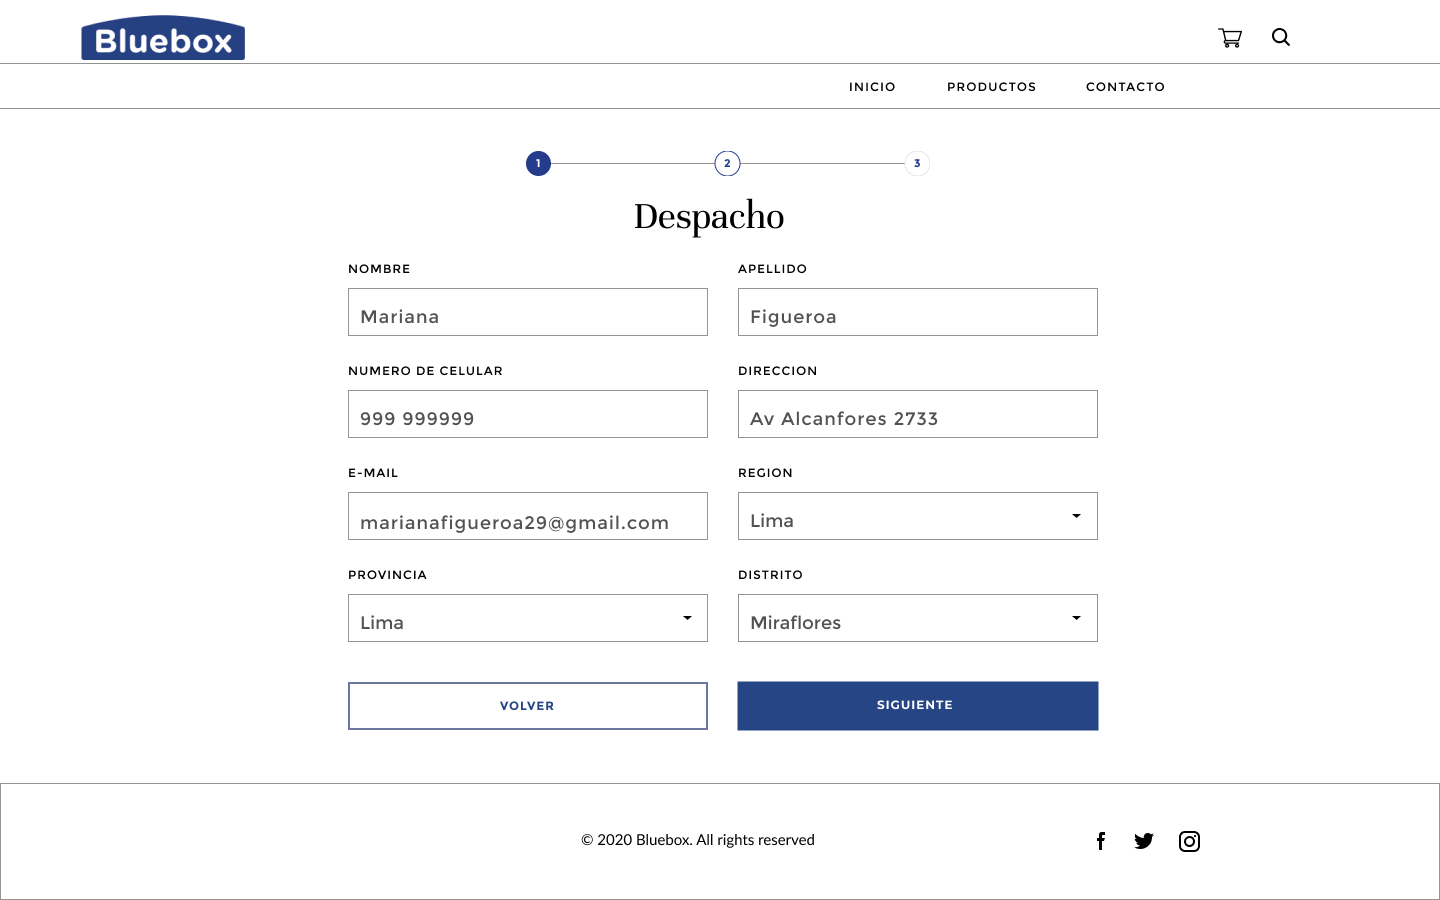 Bluebox
INICIO PRODUCTOS CONTACTO
1 2 3
Despacho
NOMBRE APELLIDO
Mariana Figueroa
NUMERO DE CELULAR DIRECCION
999 999999 Av Alcanfores 2733
E-MAIL REGION
marianafigueroa29@gmail.com Lima
PROVINCIA DISTRITO
Lima Miraflores
VOLVER SIGUIENTE
© 2020 Bluebox. All rights reserved